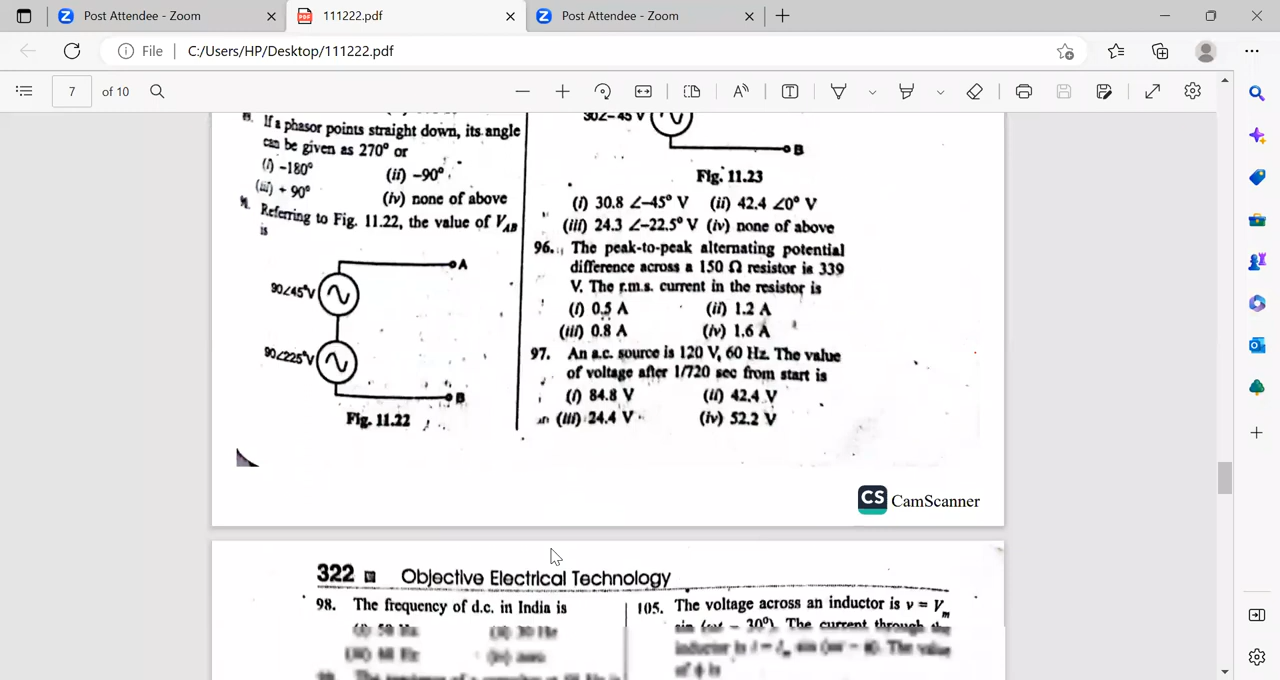 Post Attendee - Zoom
111222.pdf
Post Attendee - Zoom
File
C:/Users/HP/Desktop/111222.pdf
7
of 10
If a phasor points straight down, its angle
can be given as 270° or
(i) -180°
(ii) -90°
(iii) + 90°
(iv) none of above
Referring to Fig. 11.22, the value of V_AB
is
A
90∠45°V
90∠225°V
B
Fig. 11.22
30∠-45 V
B
Fig. 11.23
(i) 30.8 ∠-45° V (ii) 42.4 ∠0° V
(iii) 24.3 ∠-22.5° V (iv) none of above
96. The peak-to-peak alternating potential
difference across a 150 Ω resistor is 339
V. The r.m.s. current in the resistor is
(i) 0.5 A (ii) 1.2 A
(iii) 0.8 A (iv) 1.6 A
97. An a.c. source is 120 V, 60 Hz. The value
of voltage after 1/720 sec from start is
(i) 84.8 V (ii) 42.4 V
(iii) 24.4 V (iv) 52.2 V
CS CamScanner
322 Objective Electrical Technology
98. The frequency of d.c. in India is
105. The voltage across an inductor is v = V_m
sin (ωt - 30°). The current through the
inductor is The value
of ϕ is